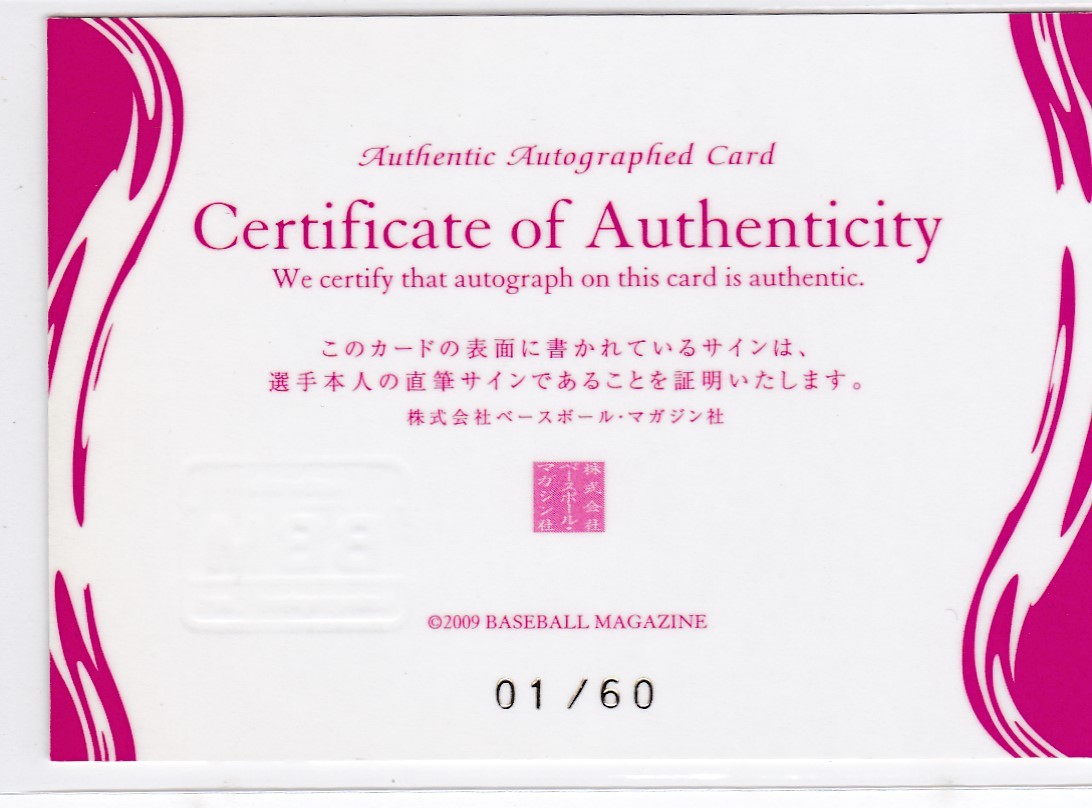 Authentic Autographed Card
Certificate of Authenticity
We certify that autograph on this card is authentic.
このカードの表面に書かれているサインは、
選手本人の直筆サインであることを証明いたします。
株式会社ベースボール・マガジン社
株式会社
ベースボール・
マガジン社
©2009 BASEBALL MAGAZINE
01/60